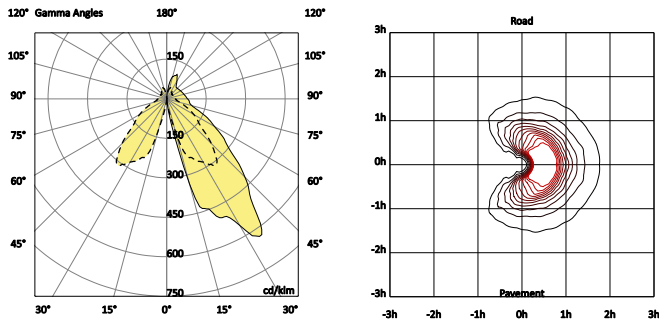 120° Gamma Angles 180° 120°
105° 105°
90° 90°
75° 75°
60° 60°
45° 45°
150
150
300
450
600
750 cd/klm
30° 15° 0° 15° 30°
Road
3h
2h
1h
0h
-1h
-2h
-3h
Pavement
-3h -2h -1h 0h 1h 2h 3h